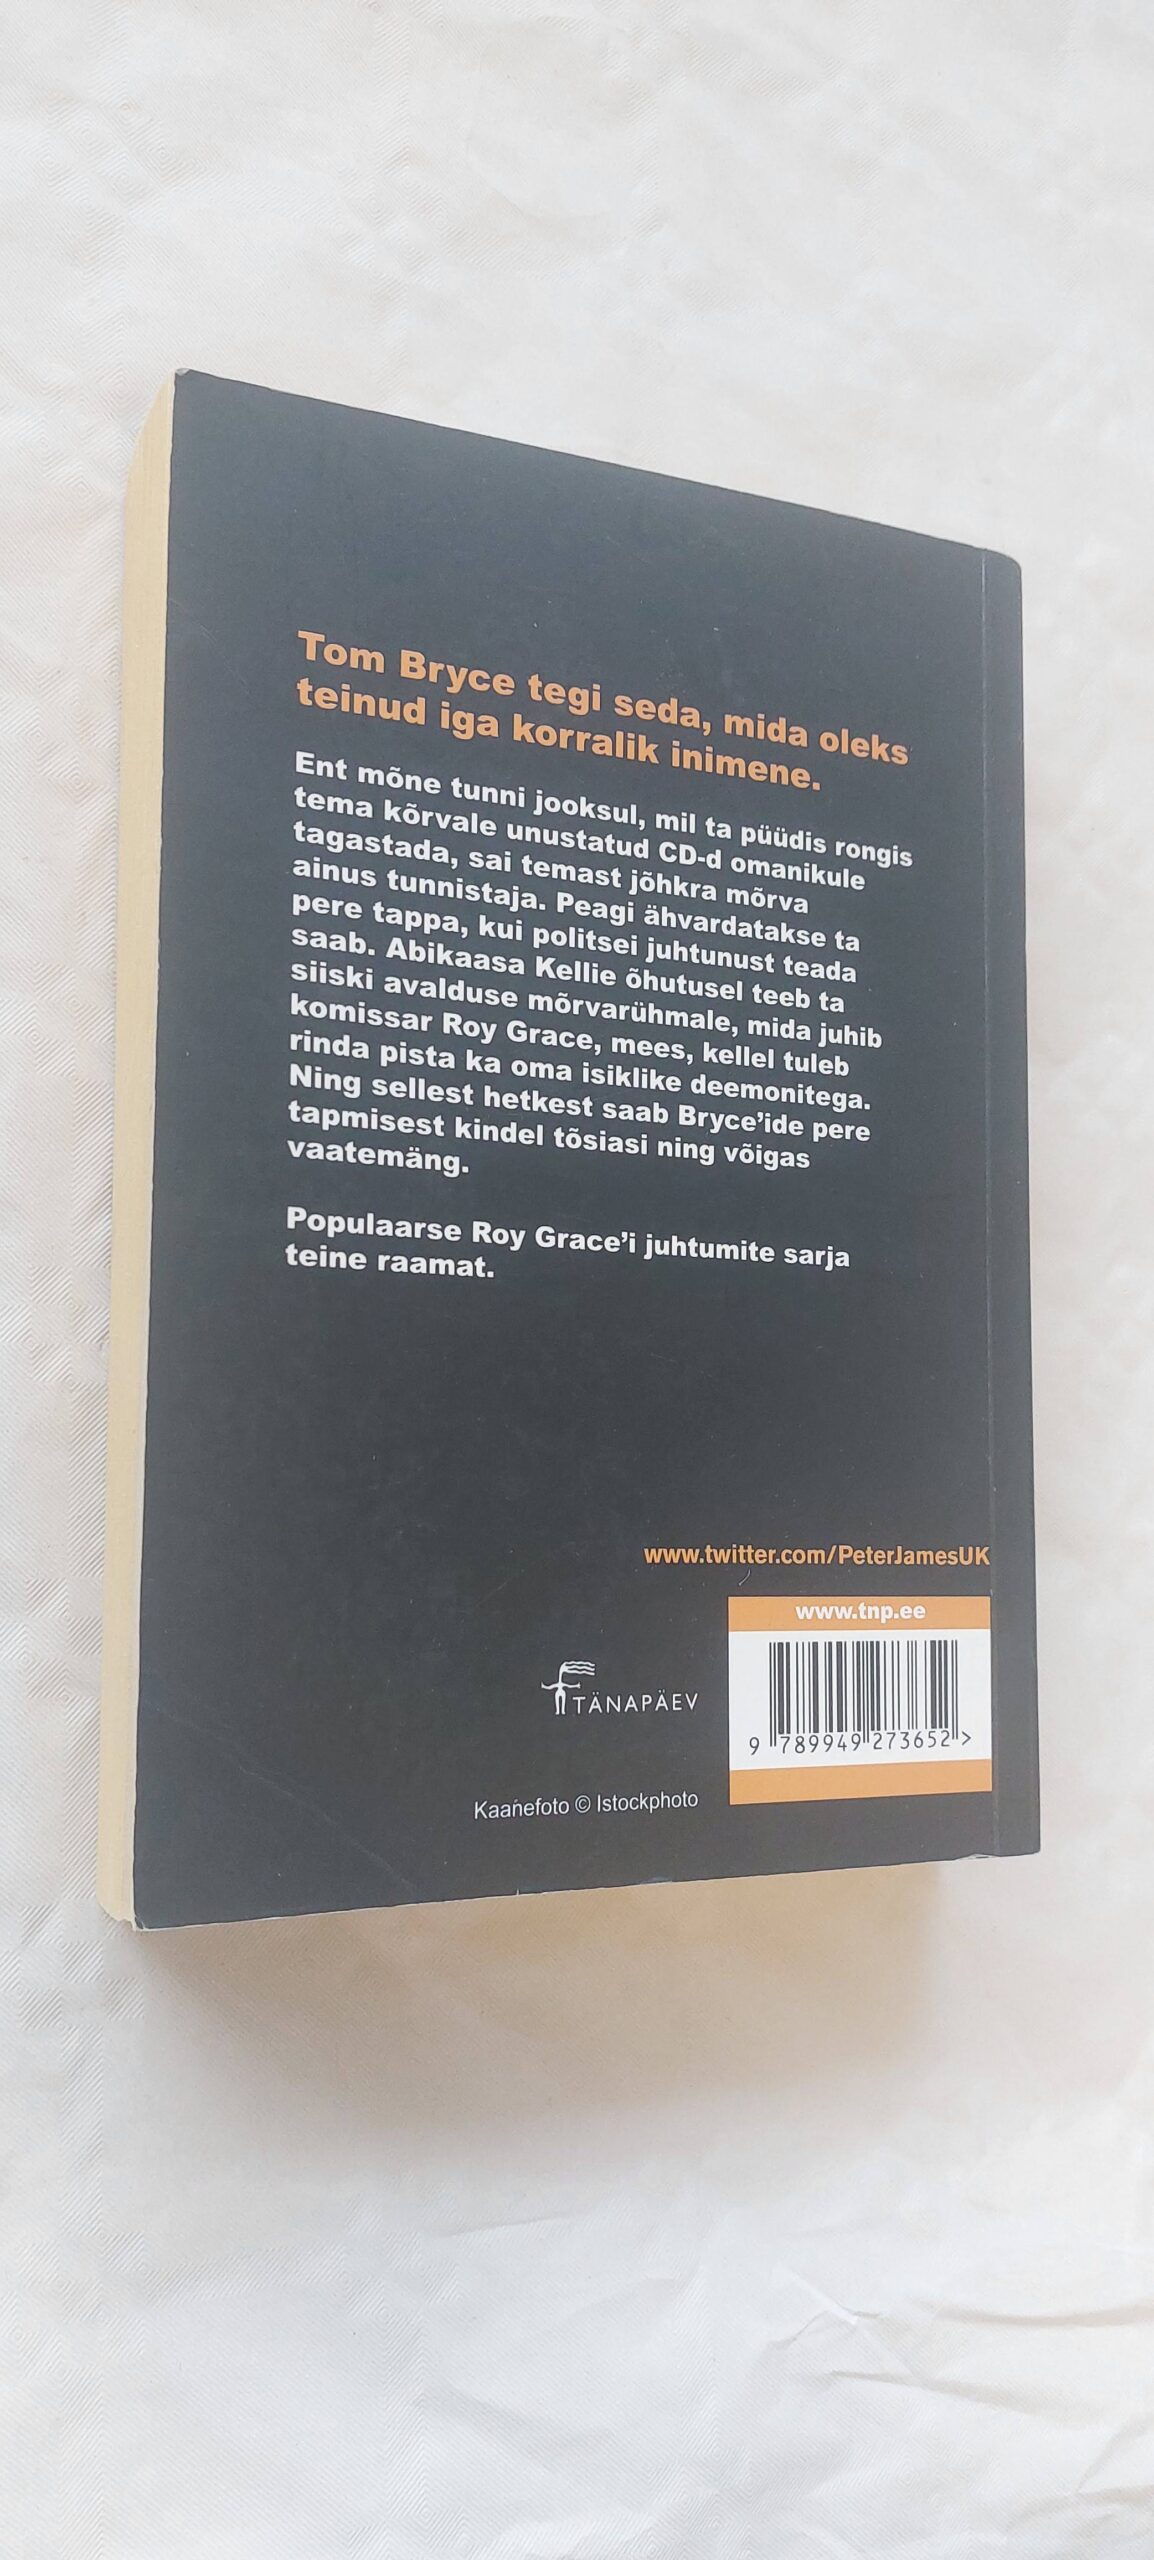 Tom Bryce tegi seda, mida oleks
teinud iga korralik inimene.
Ent mõne tunni jooksul, mil ta püüdis rongis
tema kõrvale unustatud CD-d omanikule
tagastada, sai temast jõhkra mõrva
ainus tunnistaja. Peagi ähvardatakse ta
pere tappa, kui politsei juhtunust teada
saab. Abikaasa Kellie õhutusel teeb ta
siiski avalduse mõrvarühmale, mida juhib
komissar Roy Grace, mees, kellel tuleb
rinda pista ka oma isiklike deemonitega.
Ning sellest hetkest saab Bryce’ide pere
tapmisest kindel tõsiasi ning võigas
vaatemäng.
Populaarse Roy Grace’i juhtumite sarja
teine raamat.
www.twitter.com/PeterJamesUK
www.tnp.ee
TÄNAPÄEV
9 789949 273652 >
Kaanefoto © Istockphoto